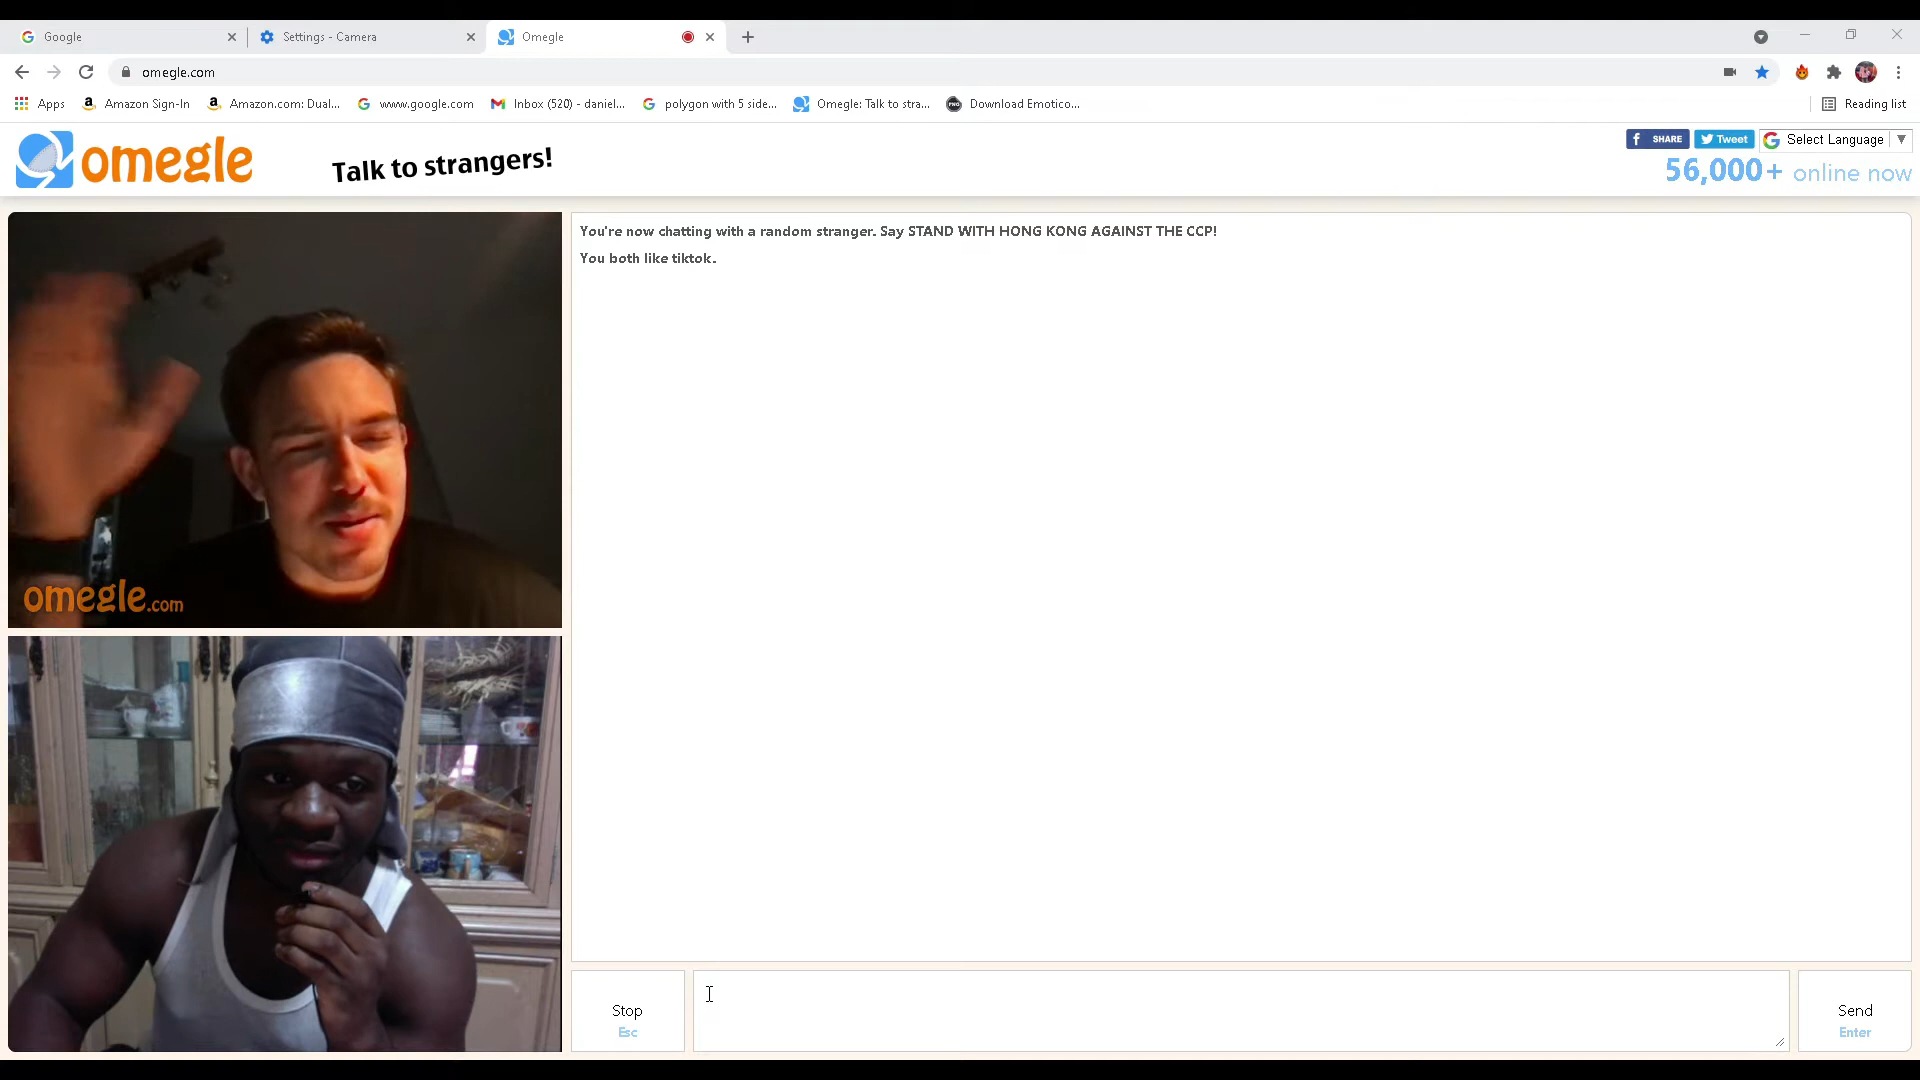 Google
Settings - Camera
Omegle
omegle.com
Apps
Amazon Sign-In
Amazon.com: Dual...
www.google.com
Inbox (520) - daniel...
polygon with 5 side...
Omegle: Talk to stra...
Download Emotico...
Reading list
omegle
Talk to strangers!
SHARE
Tweet
Select Language
56,000+ online now
You're now chatting with a random stranger. Say STAND WITH HONG KONG AGAINST THE CCP!
You both like tiktok.
omegle.com
Stop
Esc
Send
Enter